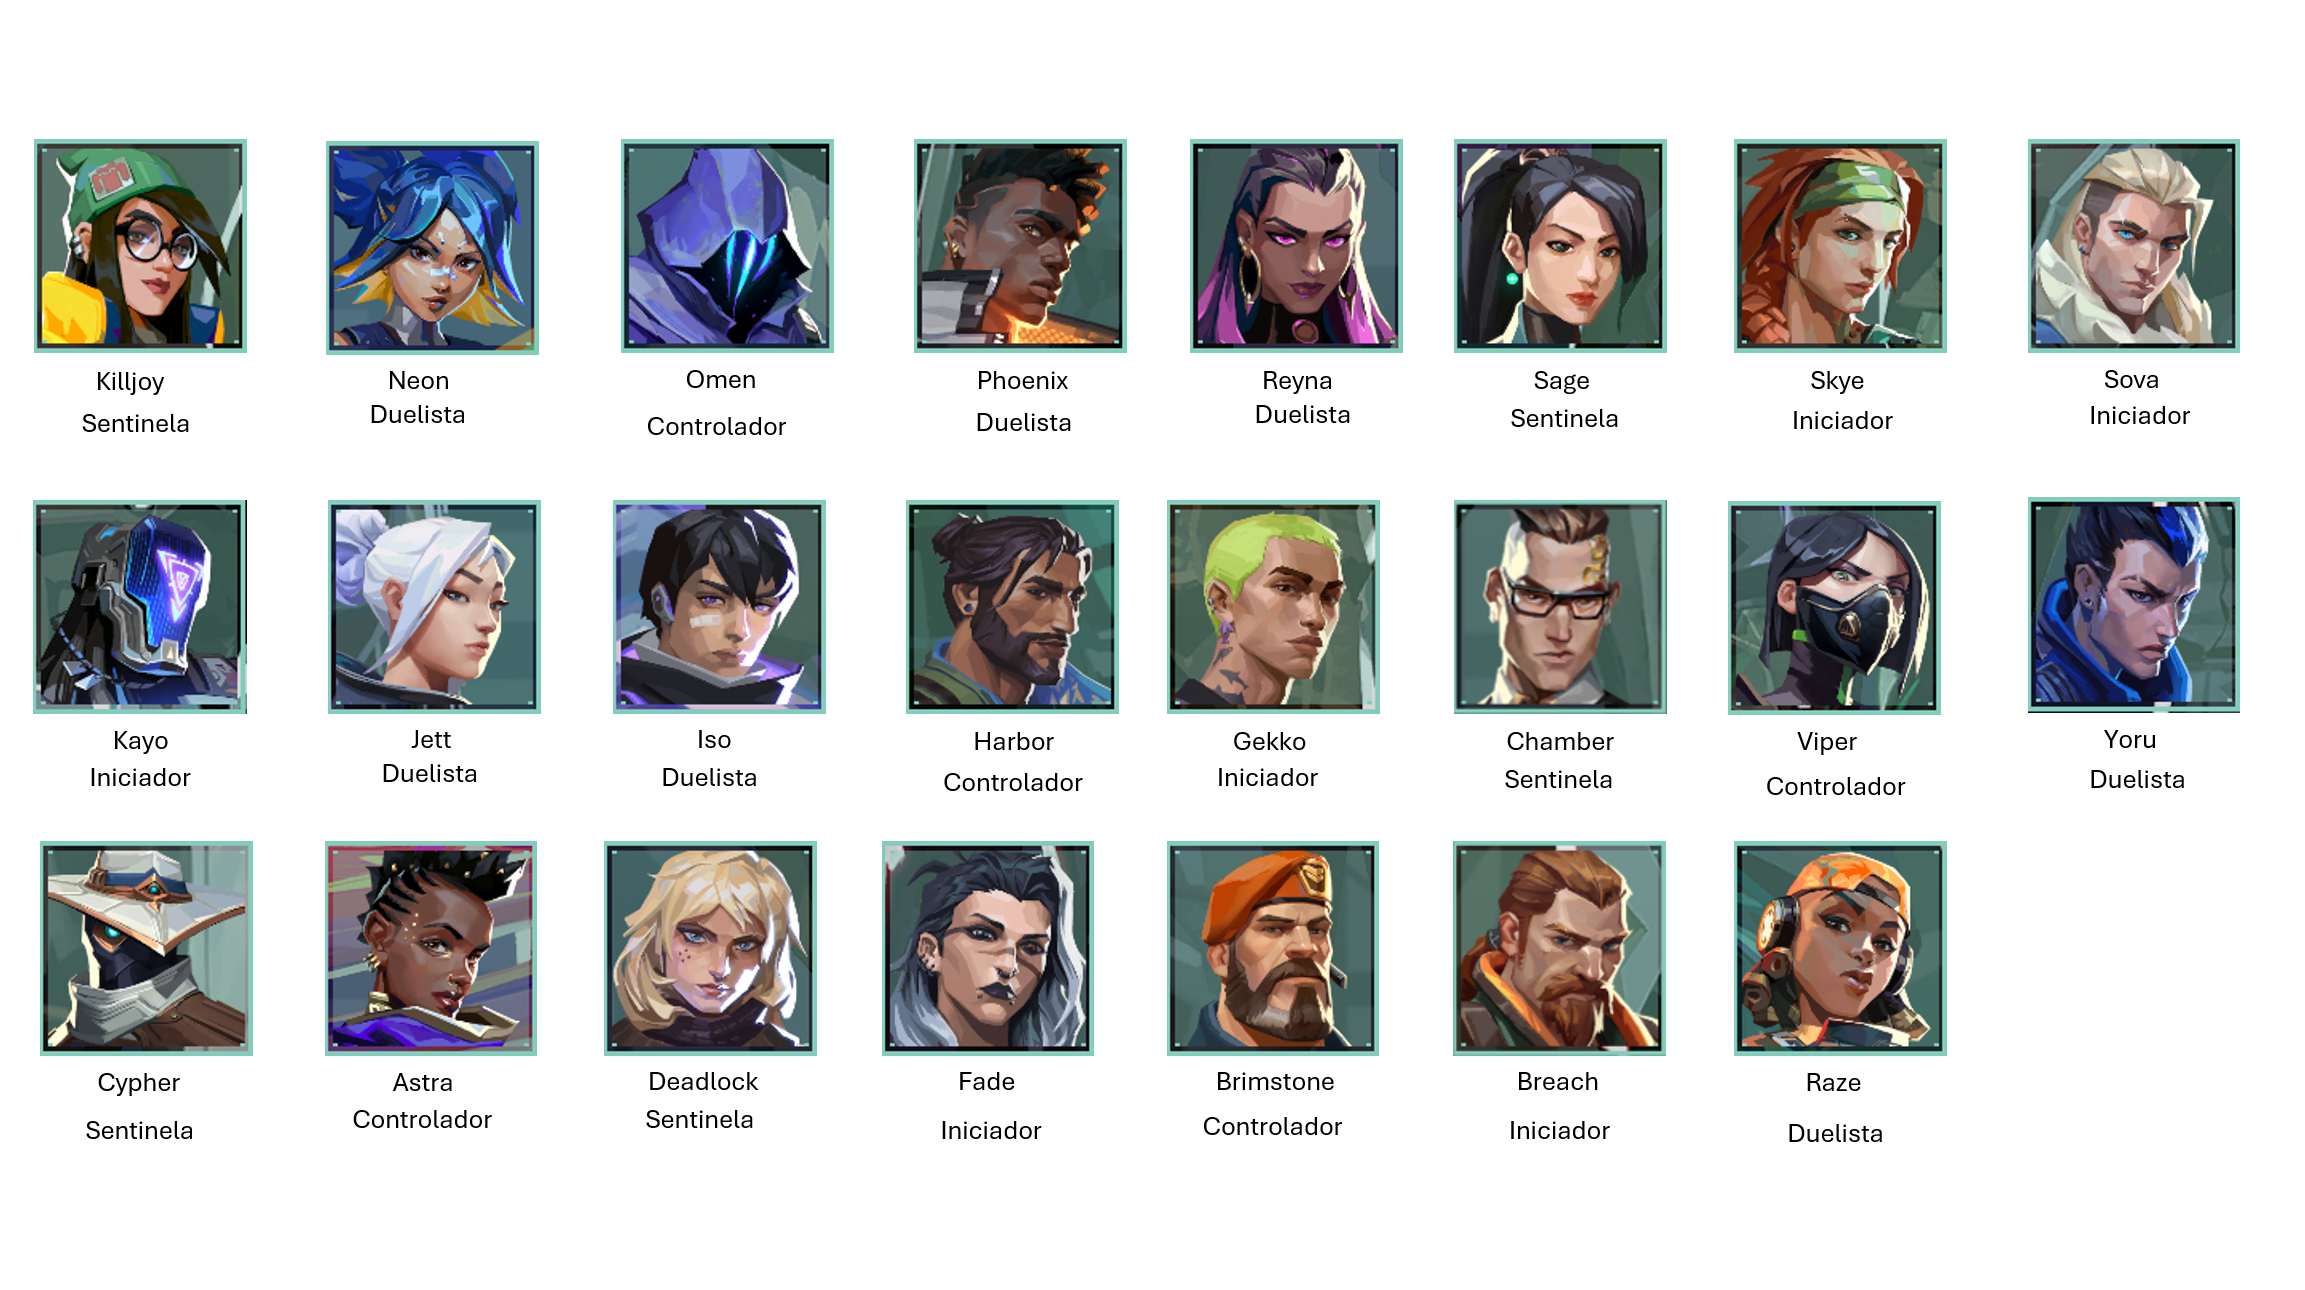 Killjoy
Sentinela
Neon
Duelista
Omen
Controlador
Phoenix
Duelista
Reyna
Duelista
Sage
Sentinela
Skye
Iniciador
Sova
Iniciador
Kayo
Iniciador
Jett
Duelista
Iso
Duelista
Harbor
Controlador
Gekko
Iniciador
Chamber
Sentinela
Viper
Controlador
Yoru
Duelista
Cypher
Sentinela
Astra
Controlador
Deadlock
Sentinela
Fade
Iniciador
Brimstone
Controlador
Breach
Iniciador
Raze
Duelista